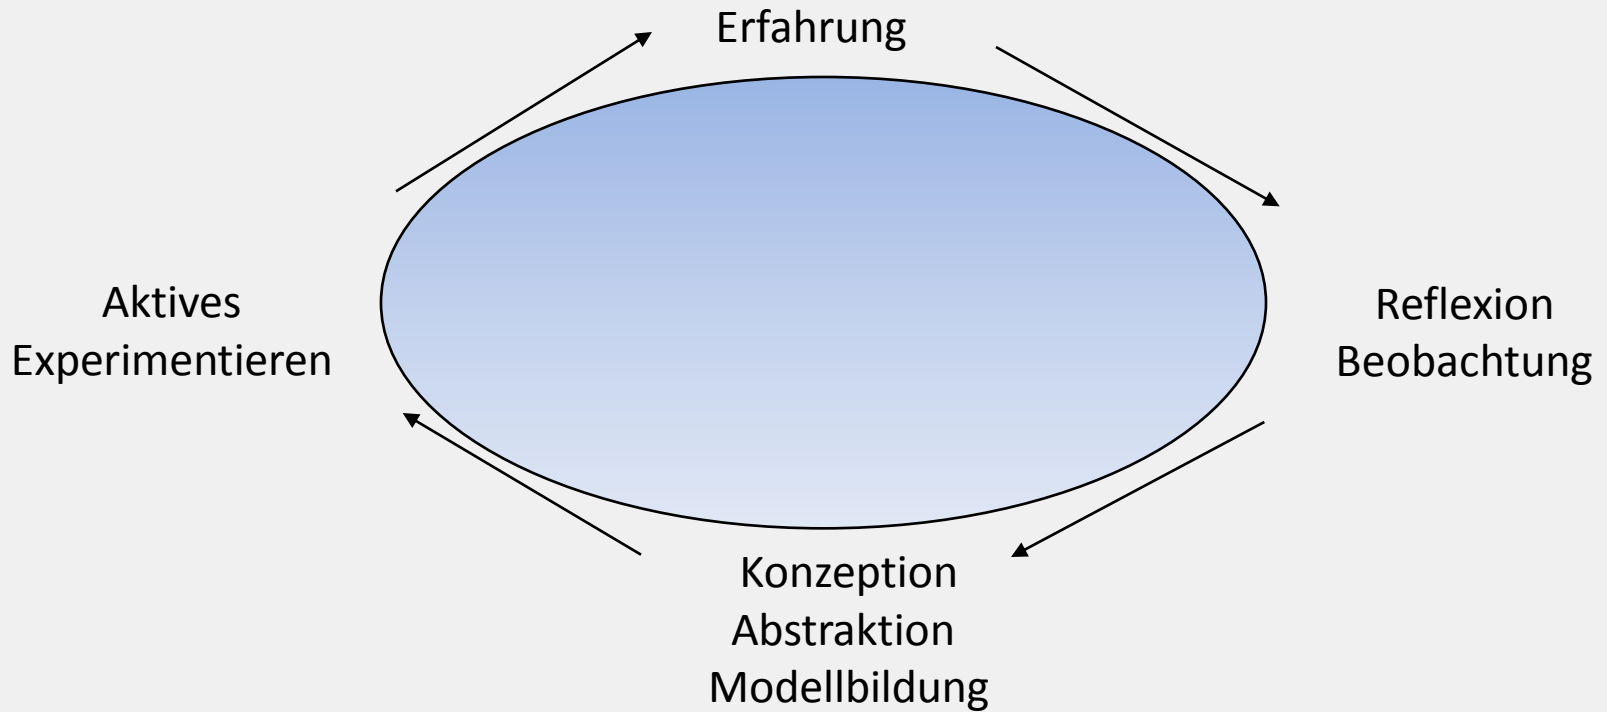 Erfahrung
Aktives
Experimentieren
Reflexion
Beobachtung
Konzeption
Abstraktion
Modellbildung